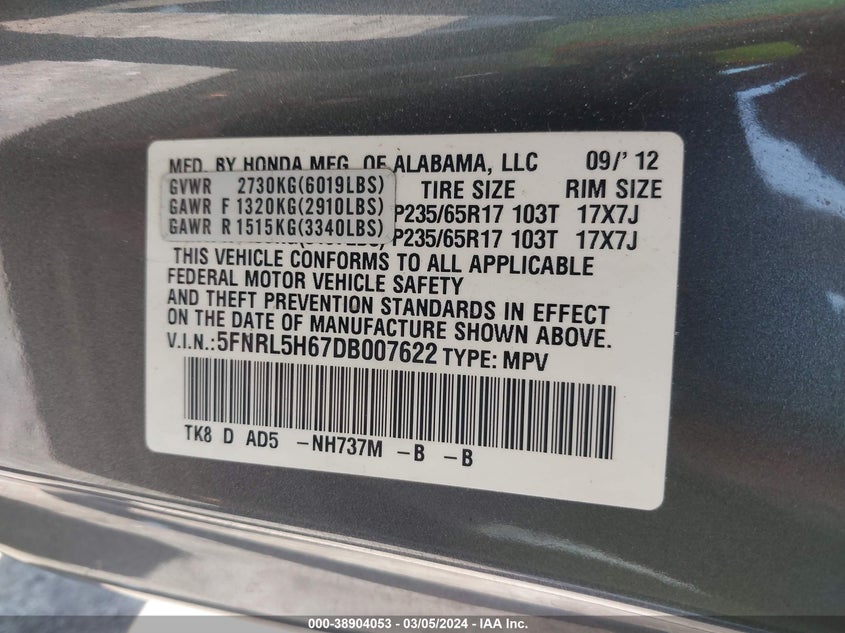 MFD. BY HONDA MFG. OF ALABAMA, LLC 09/' 12
GVWR 2730KG(6019LBS) TIRE SIZE RIM SIZE
GAWR F 1320KG(2910LBS) P235/65R17 103T 17X7J
GAWR R 1515KG(3340LBS) P235/65R17 103T 17X7J
THIS VEHICLE CONFORMS TO ALL APPLICABLE
FEDERAL MOTOR VEHICLE SAFETY
AND THEFT PREVENTION STANDARDS IN EFFECT
ON THE DATE OF MANUFACTURE SHOWN ABOVE.
V.I.N.:5FNRL5H67DB007622 TYPE: MPV
TK8 D AD5 -NH737M -B -B
000-38904053 — 03/05/2024 — IAA Inc.